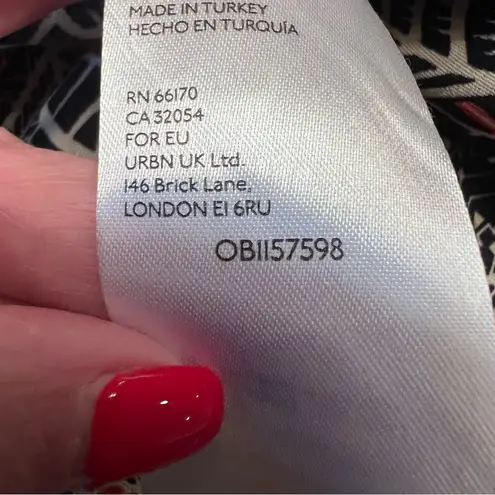 MADE IN TURKEY
HECHO EN TURQUÍA
RN 66170
CA 32054
FOR EU
URBN UK Ltd.
146 Brick Lane,
LONDON E1 6RU
OB1157598